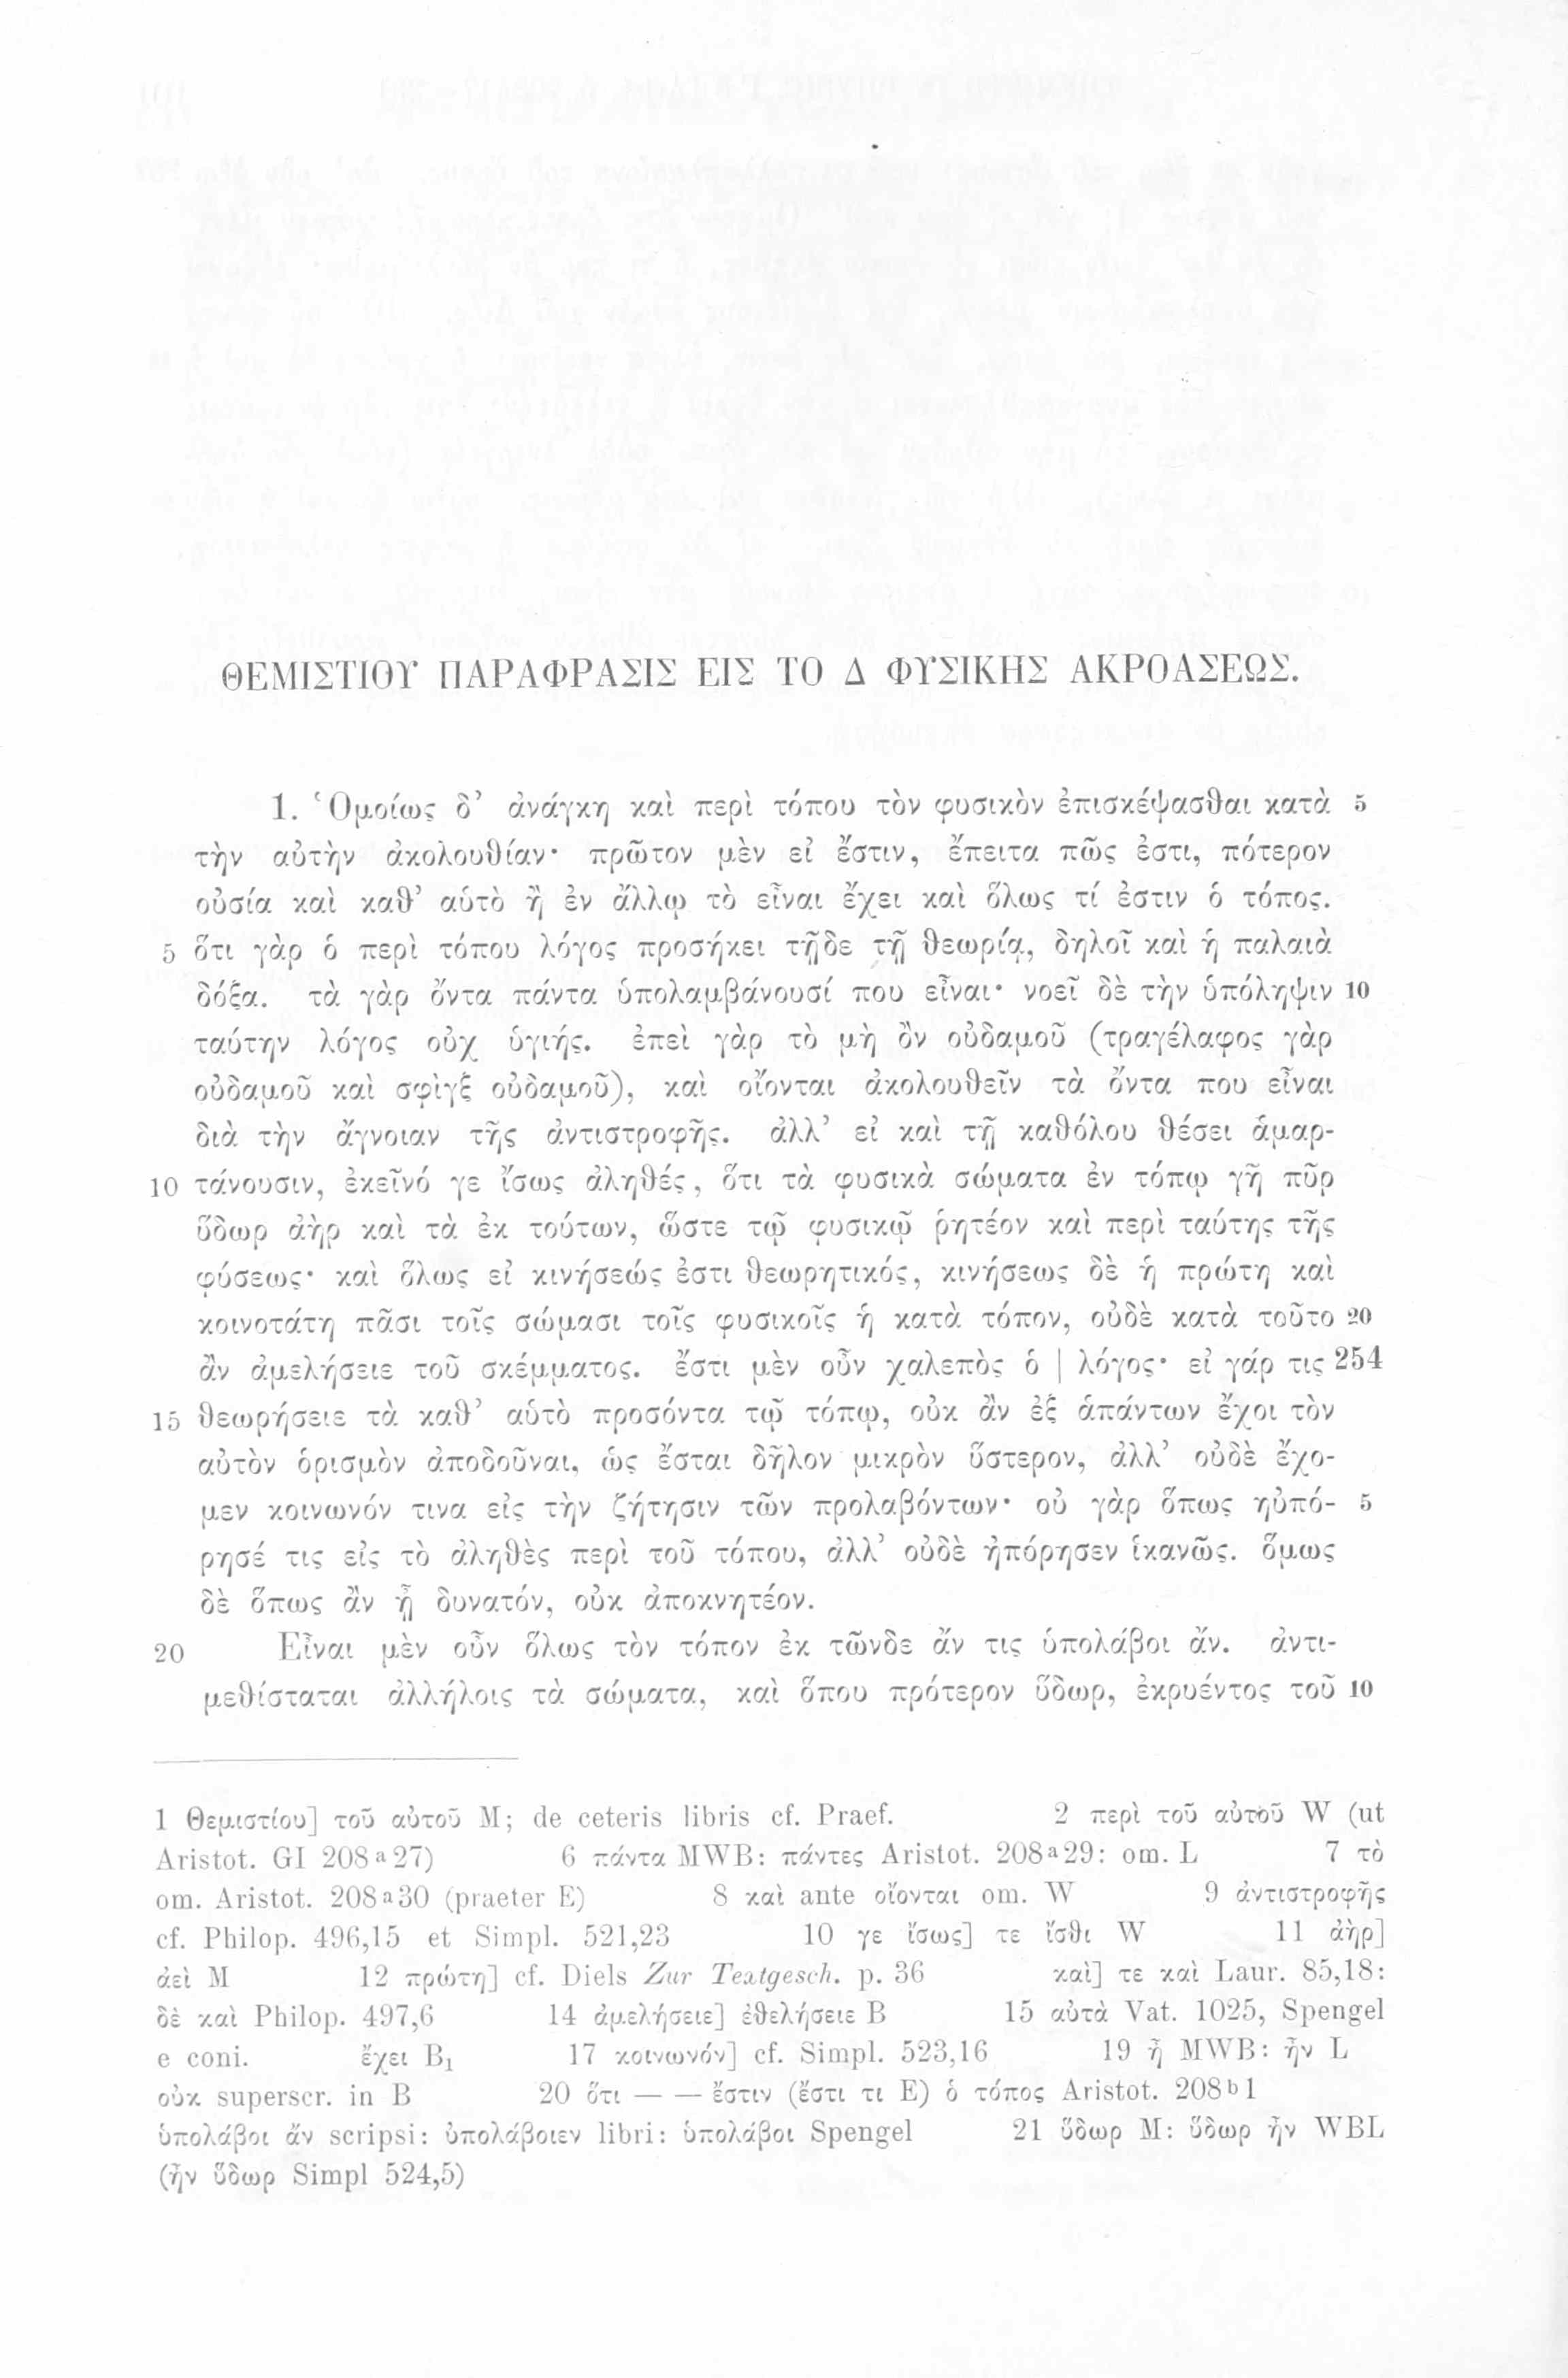 ΘΕΜΙΣΤΙΟΥ ΠΑΡΑΦΡΑΣΙΣ ΕΙΣ ΤΟ Δ ΦΥΣΙΚΗΣ ΑΚΡΟΑΣΕΩΣ.
1. Ὁμοίως δ’ ἀνάγκη καὶ περὶ τόπου τὸν φυσικὸν ἐπισκέψασθαι κατὰ 5
τὴν αὐτὴν ἀκολουθίαν· πρῶτον μὲν εἰ ἔστιν, ἔπειτα πῶς ἐστι, πότερον
οὐσία καὶ καθ’ αὑτὸ ἢ ἐν ἄλλῳ τὸ εἶναι ἔχει καὶ ὅλως τί ἐστιν ὁ τόπος.
5 ὅτι γὰρ ὁ περὶ τόπου λόγος προσήκει τῇδε τῇ θεωρίᾳ, δηλοῖ καὶ ἡ παλαιὰ
δόξα. τὰ γὰρ ὄντα πάντα ὑπολαμβάνουσί που εἶναι· νοεῖ δὲ τὴν ὑπόληψιν 10
ταύτην λόγος οὐχ ὑγιής. ἐπεὶ γὰρ τὸ μὴ ὂν οὐδαμοῦ (τραγέλαφος γὰρ
οὐδαμοῦ καὶ σφὶγξ οὐδαμοῦ), καὶ οἴονται ἀκολουθεῖν τὰ ὄντα που εἶναι
διὰ τὴν ἄγνοιαν τῆς ἀντιστροφῆς. ἀλλ’ εἰ καὶ τῇ καθόλου θέσει ἁμαρ-
10 τάνουσιν, ἐκεῖνό γε ἴσως ἀληθές, ὅτι τὰ φυσικὰ σώματα ἐν τόπῳ γῆ πῦρ
ὕδωρ ἀὴρ καὶ τὰ ἐκ τούτων, ὥστε τῷ φυσικῷ ῥητέον καὶ περὶ ταύτης τῆς
φύσεως· καὶ ὅλως εἰ κινήσεώς ἐστι θεωρητικός, κινήσεως δὲ ἡ πρώτη καὶ
κοινοτάτη πᾶσι τοῖς σώμασι τοῖς φυσικοῖς ἡ κατὰ τόπον, οὐδὲ κατὰ τοῦτο 20
ἂν ἀμελήσειε τοῦ σκέμματος. ἔστι μὲν οὖν χαλεπὸς ὁ | λόγος· εἰ γάρ τις 254
15 θεωρήσειε τὰ καθ’ αὑτὸ προσόντα τῷ τόπῳ, οὐκ ἂν ἐξ ἁπάντων ἔχοι τὸν
αὐτὸν ὁρισμὸν ἀποδοῦναι, ὡς ἔσται δῆλον μικρὸν ὕστερον, ἀλλ’ οὐδὲ ἔχο-
μεν κοινωνόν τινα εἰς τὴν ζήτησιν τῶν προλαβόντων· οὐ γὰρ ὅπως ηὐπό- 5
ρησέ τις εἰς τὸ ἀληθὲς περὶ τοῦ τόπου, ἀλλ’ οὐδὲ ἠπόρησεν ἱκανῶς. ὅμως
δὲ ὅπως ἂν ᾖ δυνατόν, οὐκ ἀποκνητέον.
20 Εἶναι μὲν οὖν ὅλως τὸν τόπον ἐκ τῶνδε ἄν τις ὑπολάβοι ἄν. ἀντι-
μεθίσταται ἀλλήλοις τὰ σώματα, καὶ ὅπου πρότερον ὕδωρ, ἐκρυέντος τοῦ 10
1 Θεμιστίου] τοῦ αὐτοῦ M; de ceteris libris cf. Praef. 2 περὶ τοῦ αὐτοῦ W (ut
Aristot. GI 208ᵃ27) 6 πάντα MWB: πάντες Aristot. 208ᵃ29: om. L 7 τὸ
om. Aristot. 208ᵃ30 (praeter E) 8 καὶ ante οἴονται om. W 9 ἀντιστροφῆς
cf. Philop. 496,15 et Simpl. 521,23 10 γε ἴσως] τε ἴσθι W 11 ἀὴρ]
ἀεὶ M 12 πρώτη] cf. Diels Zur Textgesch. p. 36 καὶ] τε καὶ Laur. 85,18:
δὲ καὶ Philop. 497,6 14 ἀμελήσειε] ἐθελήσειε B 15 αὐτὰ Vat. 1025, Spengel
e coni. ἔχει B₁ 17 κοινωνόν] cf. Simpl. 523,16 19 ᾖ MWB: ἦν L
οὐκ superscr. in B 20 ὅτι — — ἔστιν (ἔστι τι E) ὁ τόπος Aristot. 208ᵇ1
ὑπολάβοι ἄν scripsi: ὑπολάβοιεν libri: ὑπολάβοι Spengel 21 ὕδωρ M: ὕδωρ ἦν WBL
(ἦν ὕδωρ Simpl 524,5)